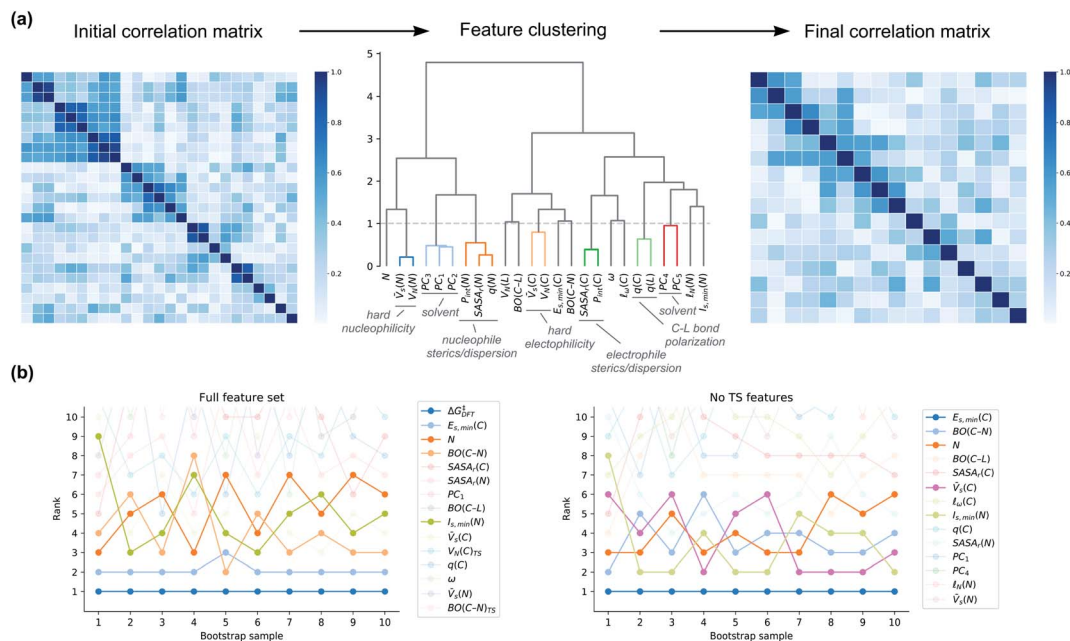 (a)
Initial correlation matrix
Feature clustering
Final correlation matrix
1.0
0.8
0.6
0.4
0.2
5
4
3
2
1
0
N
V̄s(N)
VN(N)
PC3
PC1
PC2
Pint(N)
SASAr(N)
q(N)
VN(L)
BO(C–L)
V̄s(C)
VN(C)
Es,min(C)
BO(C–N)
SASAr(C)
Pint(C)
ω
ℓω(C)
q(C)
q(L)
PC4
PC5
ℓN(N)
Is,min(N)
hard
nucleophilicity
solvent
nucleophile
sterics/dispersion
hard
electophilicity
electrophile
sterics/dispersion
C-L bond
polarization
solvent
1.0
0.8
0.6
0.4
0.2
(b)
Full feature set
Rank
10
9
8
7
6
5
4
3
2
1
1 2 3 4 5 6 7 8 9 10
Bootstrap sample
ΔG‡DFT
Es,min(C)
N
BO(C–N)
SASAr(C)
SASAr(N)
PC1
BO(C–L)
Is,min(N)
V̄s(C)
VN(C)TS
q(C)
ω
V̄s(N)
BO(C–N)TS
No TS features
Rank
10
9
8
7
6
5
4
3
2
1
1 2 3 4 5 6 7 8 9 10
Bootstrap sample
Es,min(C)
BO(C–N)
N
BO(C–L)
SASAr(C)
V̄s(C)
ℓω(C)
Is,min(N)
q(C)
SASAr(N)
PC1
PC4
ℓN(N)
V̄s(N)